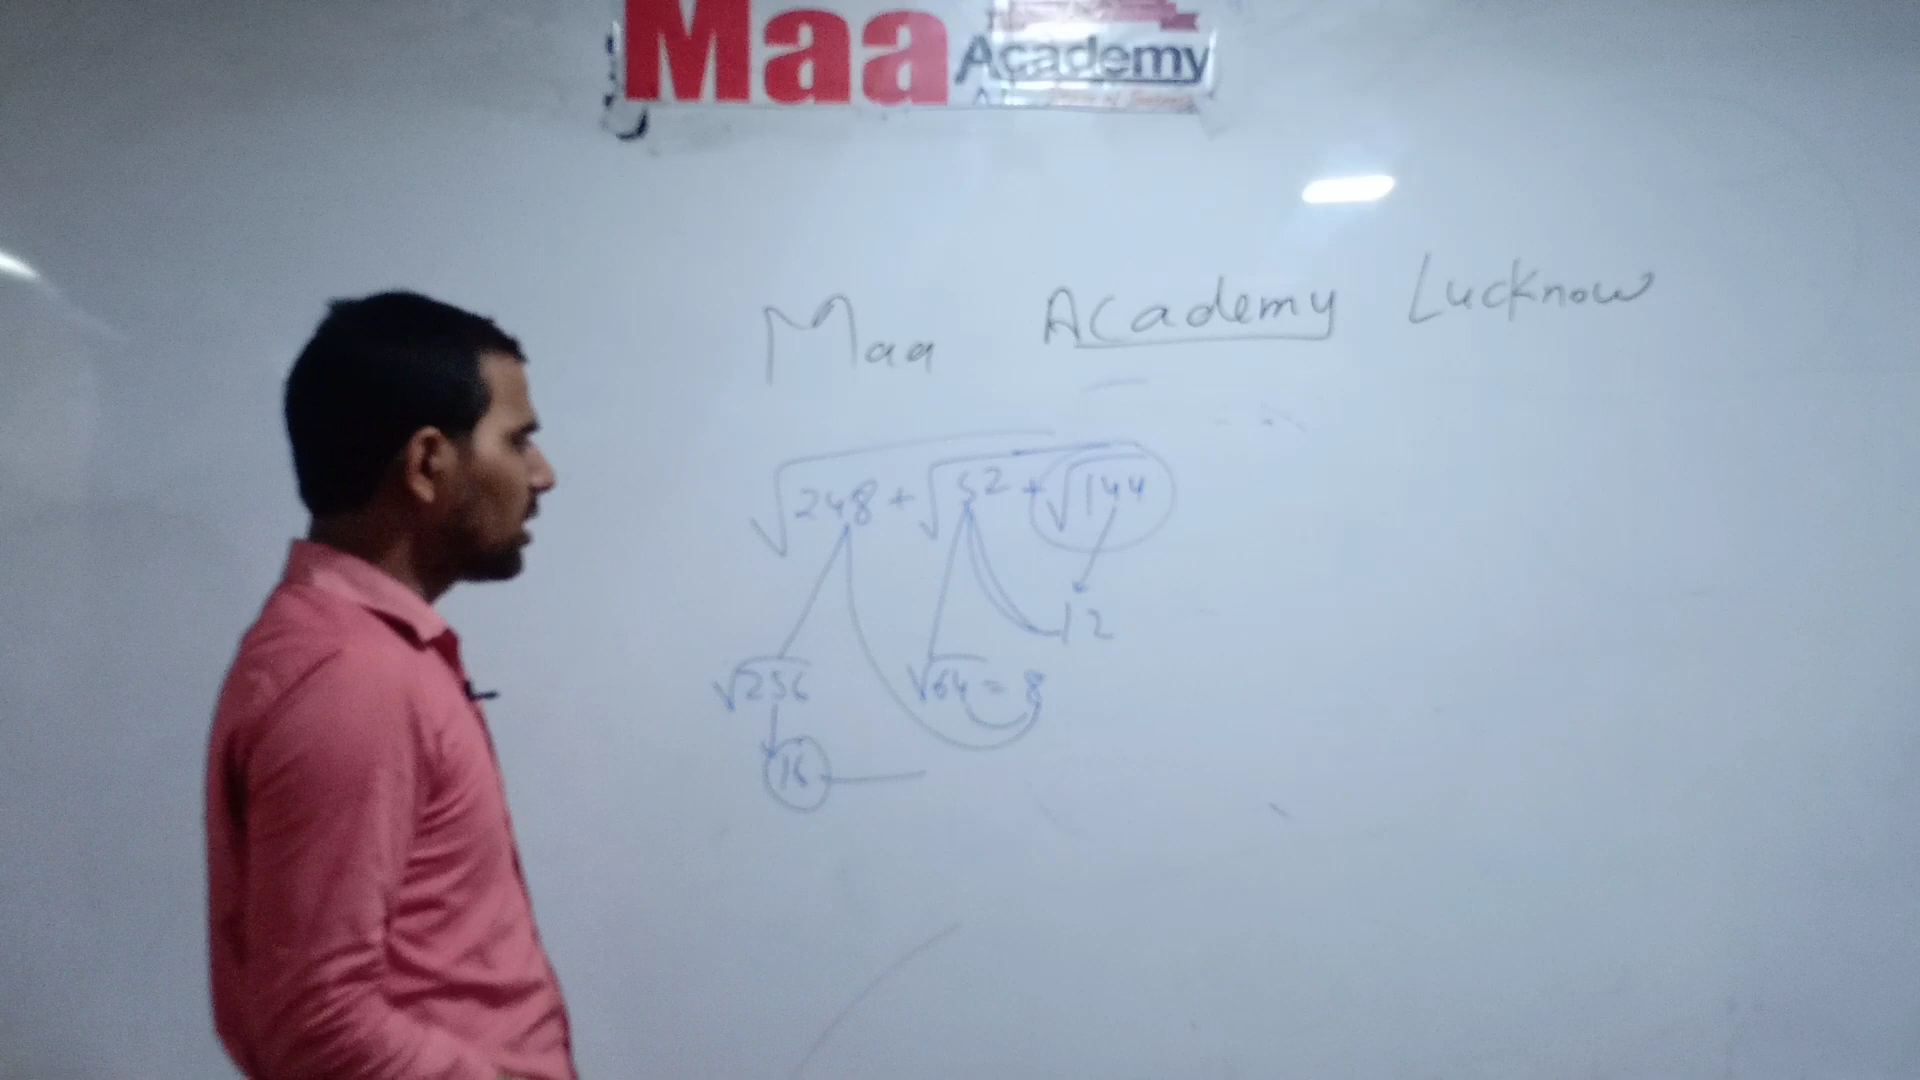 Maa Academy
Maa Academy Lucknow
√248+√52+√144
12
√256 √64=8
16